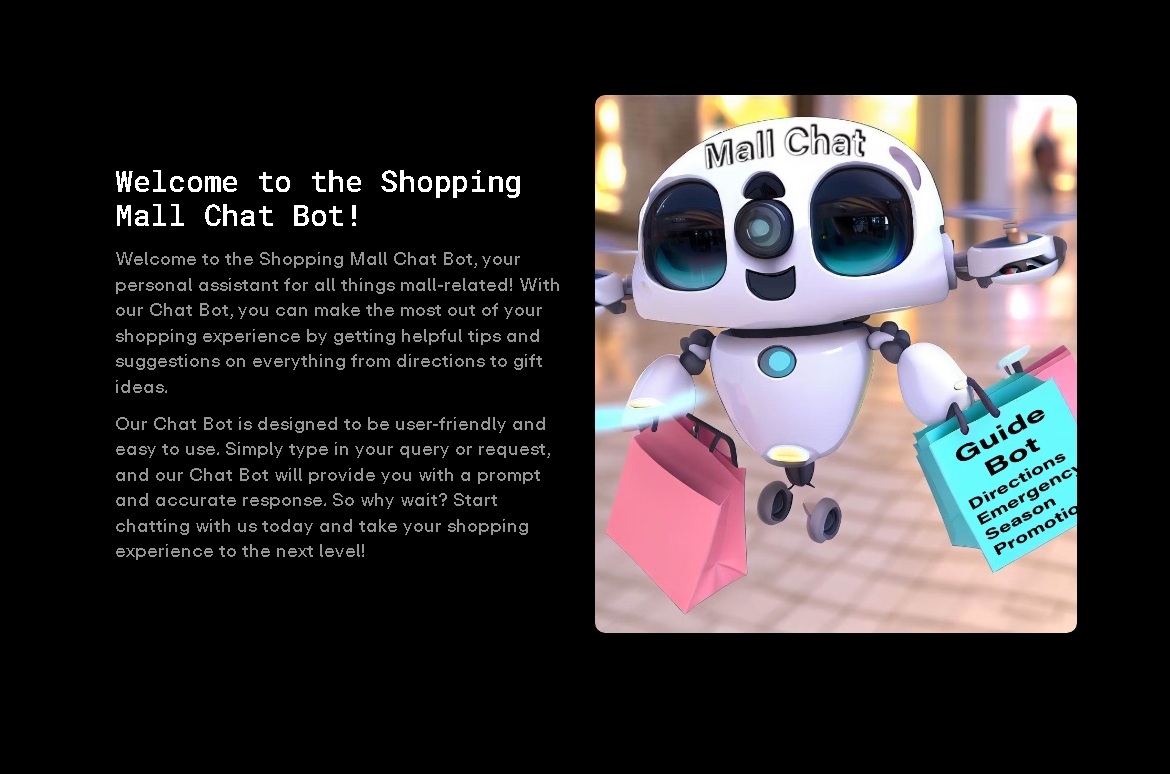 Welcome to the Shopping
Mall Chat Bot!
Welcome to the Shopping Mall Chat Bot, your
personal assistant for all things mall-related! With
our Chat Bot, you can make the most out of your
shopping experience by getting helpful tips and
suggestions on everything from directions to gift
ideas.
Our Chat Bot is designed to be user-friendly and
easy to use. Simply type in your query or request,
and our Chat Bot will provide you with a prompt
and accurate response. So why wait? Start
chatting with us today and take your shopping
experience to the next level!
Mall Chat
Guide
Bot
Directions
Emergency
Season
Promotio